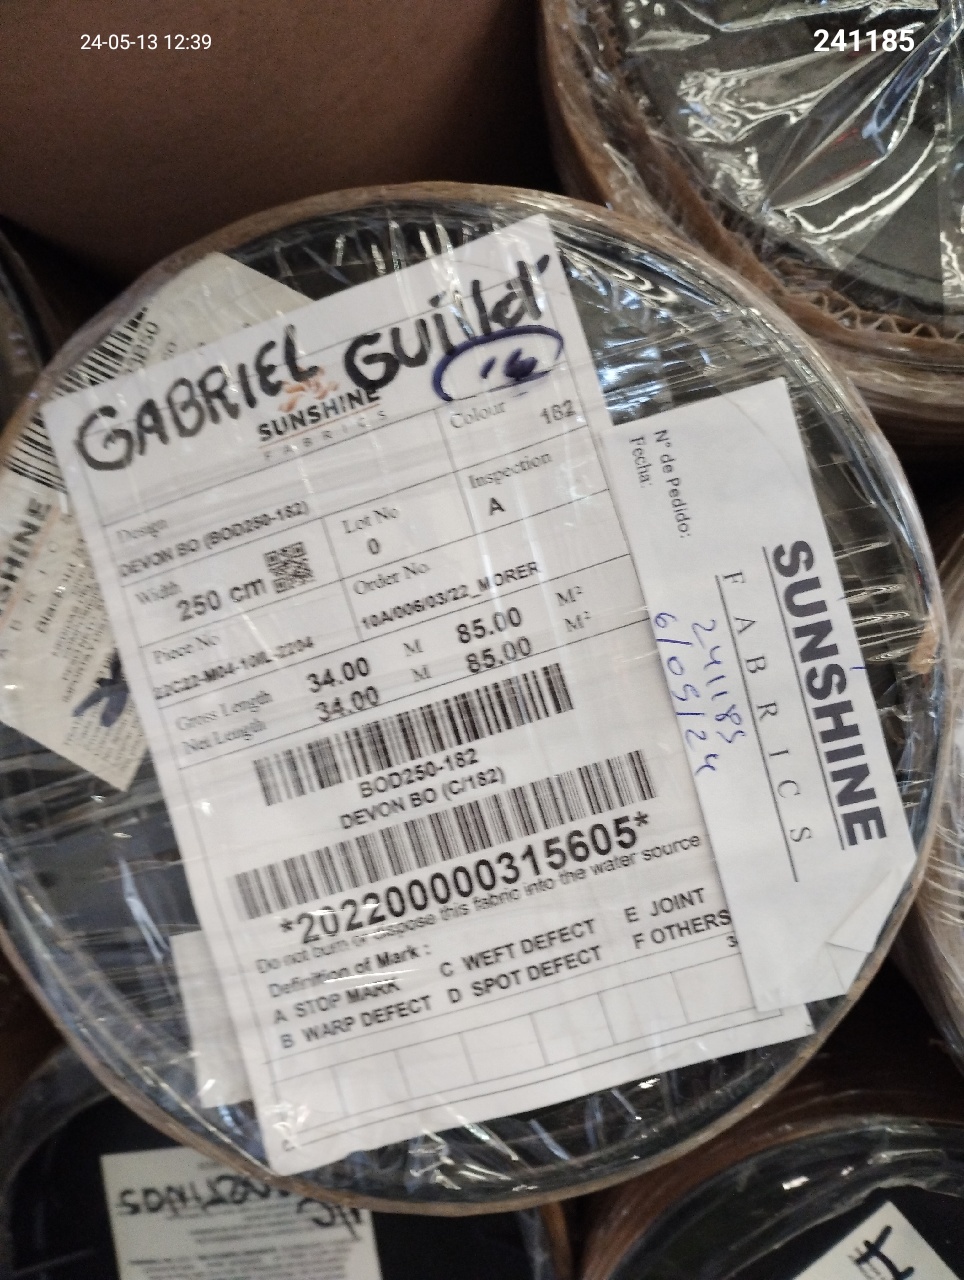 24-05-13 12:39
241185
GABRIEL GUilld
16
SUNSHINE
FABRICS
Colour
182
Design
DEVON BO (BOD250-182)
Inspection
A
Width
250 cm
Lot No
0
Piece No
Order No.
10A/006/03/22_MORER
Gross Length 34.00 M 85.00 M²
Net Length 34.00 M 85.00 M²
BOD250-182
DEVON BO (C/182)
*202200000315605*
Do not burn or dispose this fabric into the water source
Definition of Mark :
A STOP MARK C WEFT DEFECT E JOINT
B WARP DEFECT D SPOT DEFECT F OTHERS
3
SUNSHINE
FABRICS
Nº de Pedido: 241185
Fecha: 6/05/24